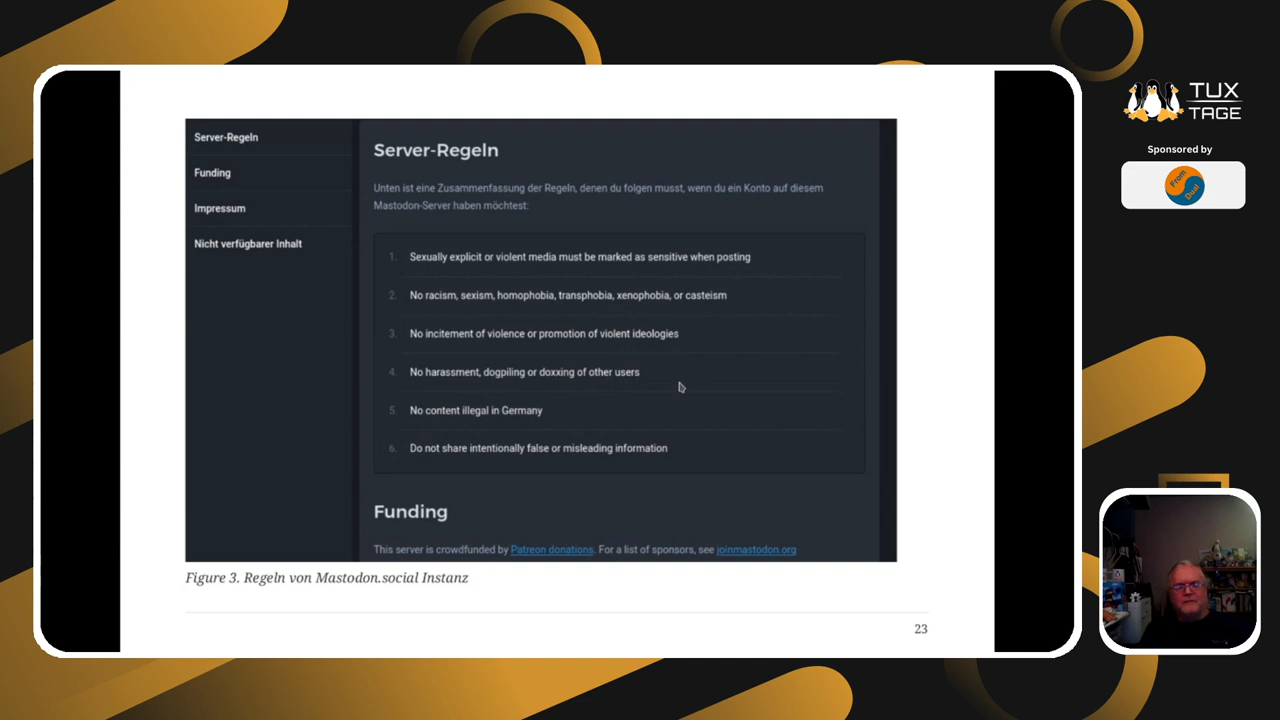 Server-Regeln
Funding
Impressum
Nicht verfügbarer Inhalt
Server-Regeln
Unten ist eine Zusammenfassung der Regeln, denen du folgen musst, wenn du ein Konto auf diesem
Mastodon-Server haben möchtest:
1. Sexually explicit or violent media must be marked as sensitive when posting
2. No racism, sexism, homophobia, transphobia, xenophobia, or casteism
3. No incitement of violence or promotion of violent ideologies
4. No harassment, dogpiling or doxxing of other users
5. No content illegal in Germany
6. Do not share intentionally false or misleading information
Funding
This server is crowdfunded by Patreon donations. For a list of sponsors, see joinmastodon.org
Figure 3. Regeln von Mastodon.social Instanz
23
TUX
TAGE
Sponsored by
From
Dual